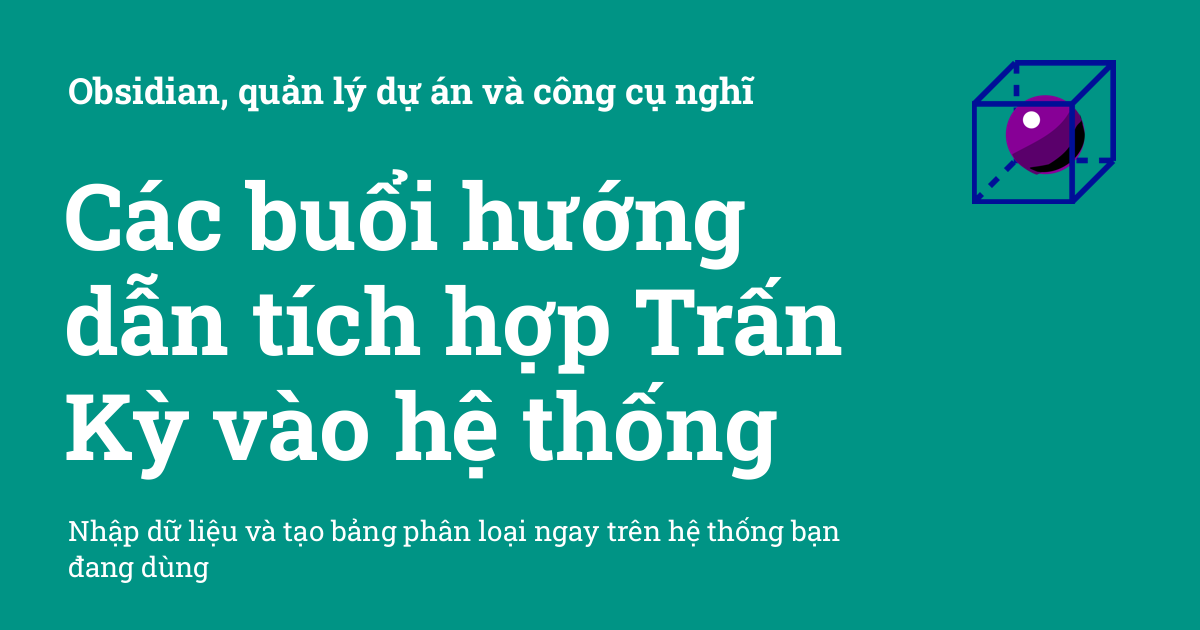 Obsidian, quản lý dự án và công cụ nghĩ
Các buổi hướng
dẫn tích hợp Trấn
Kỳ vào hệ thống
Nhập dữ liệu và tạo bảng phân loại ngay trên hệ thống bạn
đang dùng